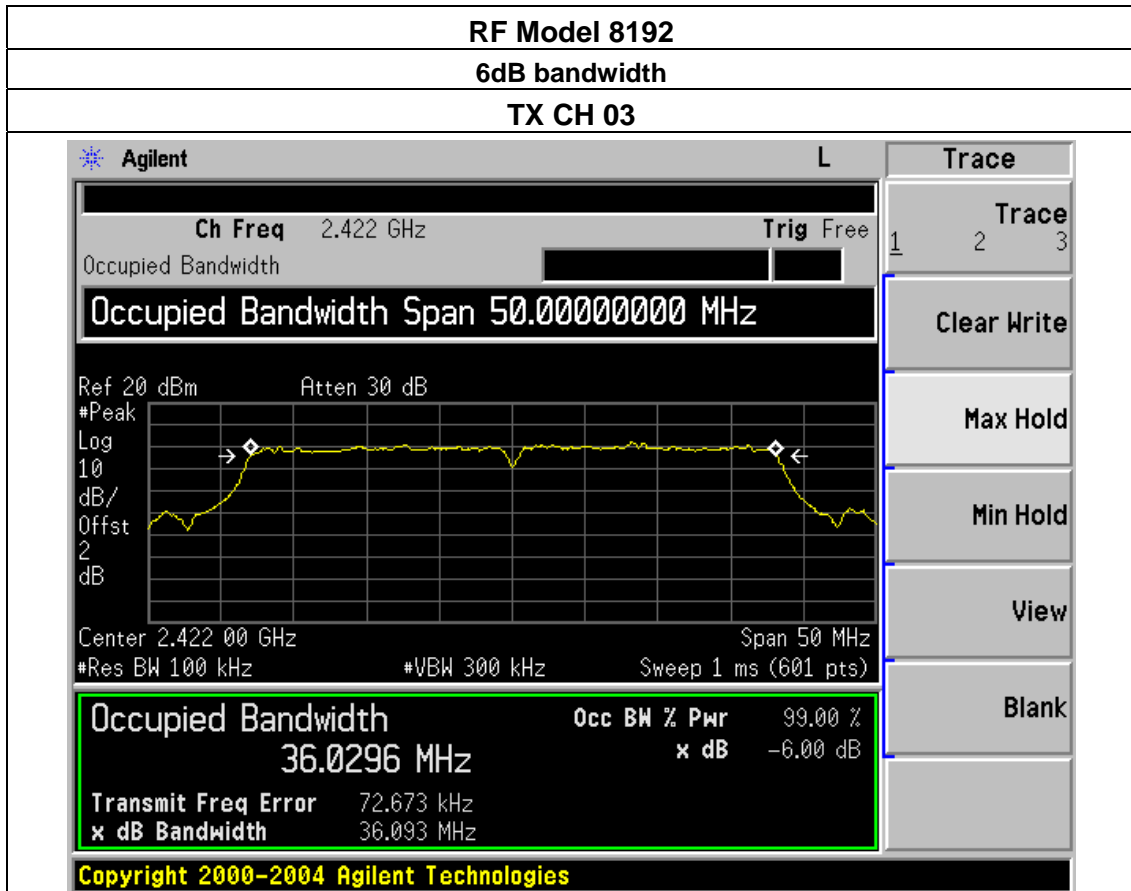 RF Model 8192
6dB bandwidth
TX CH 03
Agilent L Trace
Ch Freq 2.422 GHz Trig Free
Occupied Bandwidth
Trace
1 2 3
Occupied Bandwidth Span 50.00000000 MHz
Clear Write
Ref 20 dBm Atten 30 dB
#Peak
Log
10
dB/
Offst
2
dB
Max Hold
Min Hold
View
Center 2.422 00 GHz Span 50 MHz
#Res BW 100 kHz #VBW 300 kHz Sweep 1 ms (601 pts)
Occupied Bandwidth Occ BW % Pwr 99.00 %
36.0296 MHz x dB -6.00 dB
Blank
Transmit Freq Error 72.673 kHz
x dB Bandwidth 36.093 MHz
Copyright 2000-2004 Agilent Technologies